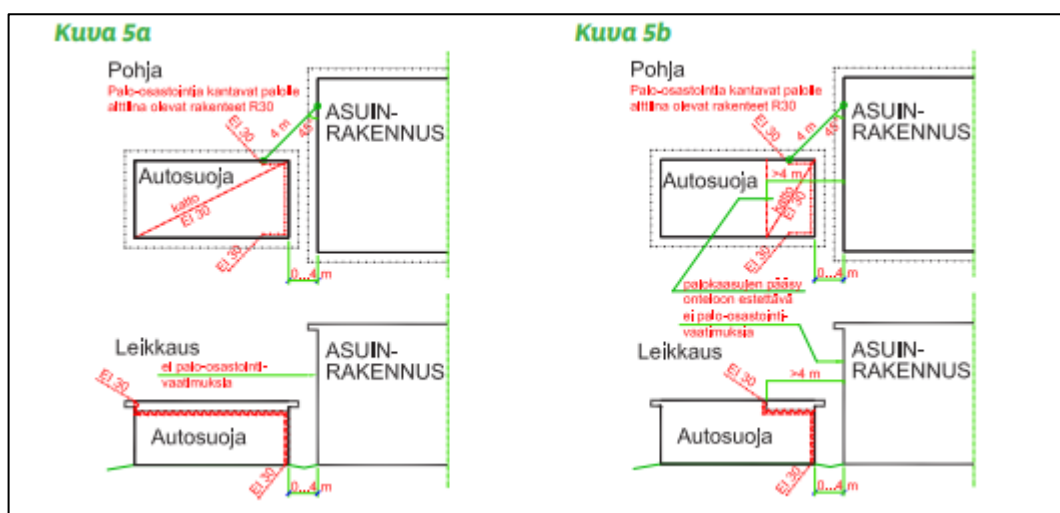 Kuva 5a
Pohja
Palo-osastointia kantavat palolle
alttiina olevat rakenteet R30
EI 30
4 m
45°
ASUIN-
RAKENNUS
Autosuoja
katto
EI 30
EI 30
0...4 m
Leikkaus
ei palo-osastointi-
vaatimuksia
ASUIN-
RAKENNUS
EI 30
Autosuoja
EI 30
0...4 m
Kuva 5b
Pohja
Palo-osastointia kantavat palolle
alttiina olevat rakenteet R30
EI 30
4 m
45°
ASUIN-
RAKENNUS
Autosuoja
>4 m
katto
EI 30
EI 30
0...4 m
palokaasujen pääsy
onteloon estettävä
ei palo-osastointi-
vaatimuksia
Leikkaus
ASUIN-
RAKENNUS
EI 30
>4 m
Autosuoja
EI 30
0...4 m